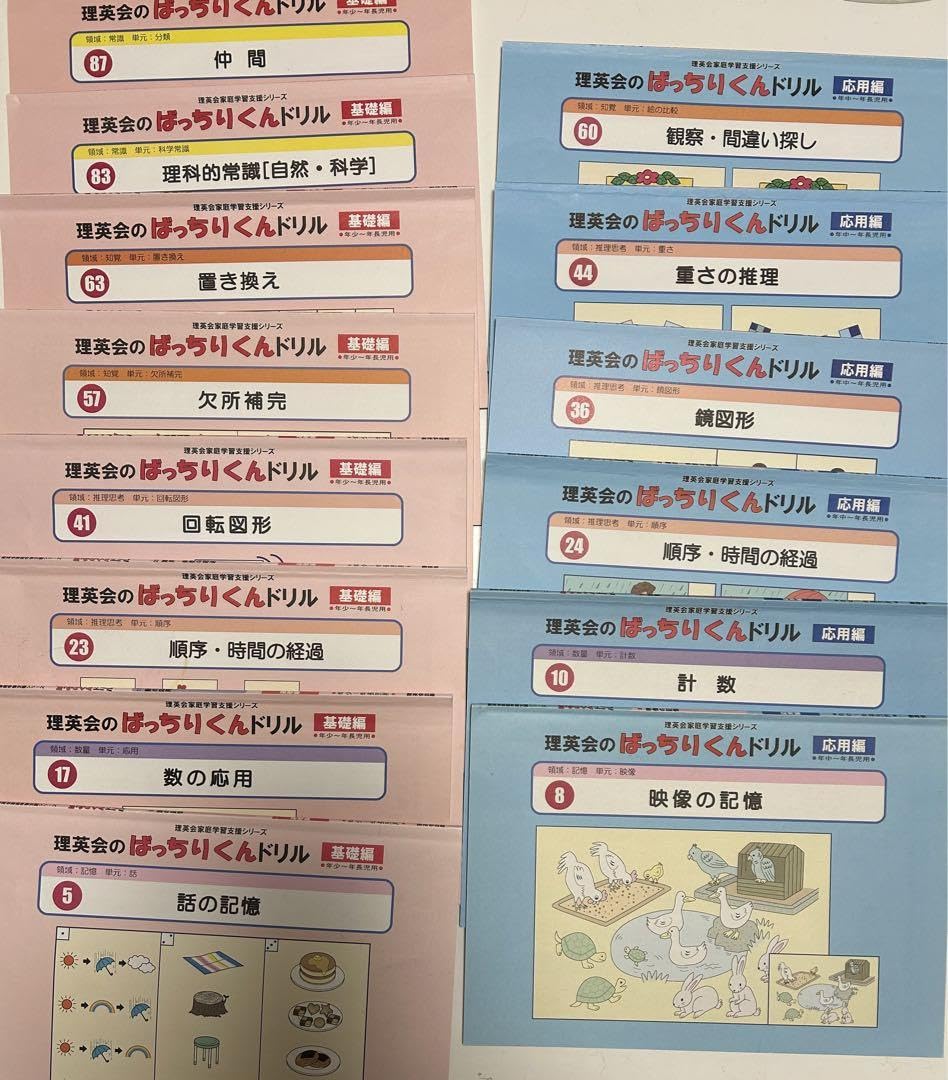 理英会のばっちりくんドリル 基礎編
領域：常識 単元：分類
87 仲間
理英会家庭学習支援シリーズ
理英会のばっちりくんドリル 基礎編
●年少～年長児用●
領域：常識 単元：科学常識
83 理科的常識[自然・科学]
理英会家庭学習支援シリーズ
理英会のばっちりくんドリル 基礎編
●年少～年長児用●
領域：知覚 単元：置き換え
63 置き換え
理英会家庭学習支援シリーズ
理英会のばっちりくんドリル 基礎編
●年少～年長児用●
領域：知覚 単元：欠所補完
57 欠所補完
理英会のばっちりくんドリル 基礎編
●年少～年長児用●
領域：推理思考 単元：回転図形
41 回転図形
理英会家庭学習支援シリーズ
理英会のばっちりくんドリル 基礎編
●年少～年長児用●
領域：推理思考 単元：順序
23 順序・時間の経過
理英会家庭学習支援シリーズ
理英会のばっちりくんドリル 基礎編
●年少～年長児用●
領域：数量 単元：応用
17 数の応用
理英会家庭学習支援シリーズ
理英会のばっちりくんドリル 基礎編
●年少～年長児用●
領域：記憶 単元：話
5 話の記憶
理英会家庭学習支援シリーズ
理英会のばっちりくんドリル 応用編
●年中～年長児用●
領域：知覚 単元：絵の比較
60 観察・間違い探し
理英会家庭学習支援シリーズ
理英会のばっちりくんドリル 応用編
●年中～年長児用●
領域：推理思考 単元：重さ
44 重さの推理
理英会家庭学習支援シリーズ
理英会のばっちりくんドリル 応用編
●年中～年長児用●
領域：推理思考 単元：鏡図形
36 鏡図形
理英会家庭学習支援シリーズ
理英会のばっちりくんドリル 応用編
●年中～年長児用●
領域：推理思考 単元：順序
24 順序・時間の経過
理英会家庭学習支援シリーズ
理英会のばっちりくんドリル 応用編
領域：数量 単元：計数
10 計数
理英会家庭学習支援シリーズ
理英会のばっちりくんドリル 応用編
●年中～年長児用●
領域：記憶 単元：映像
8 映像の記憶